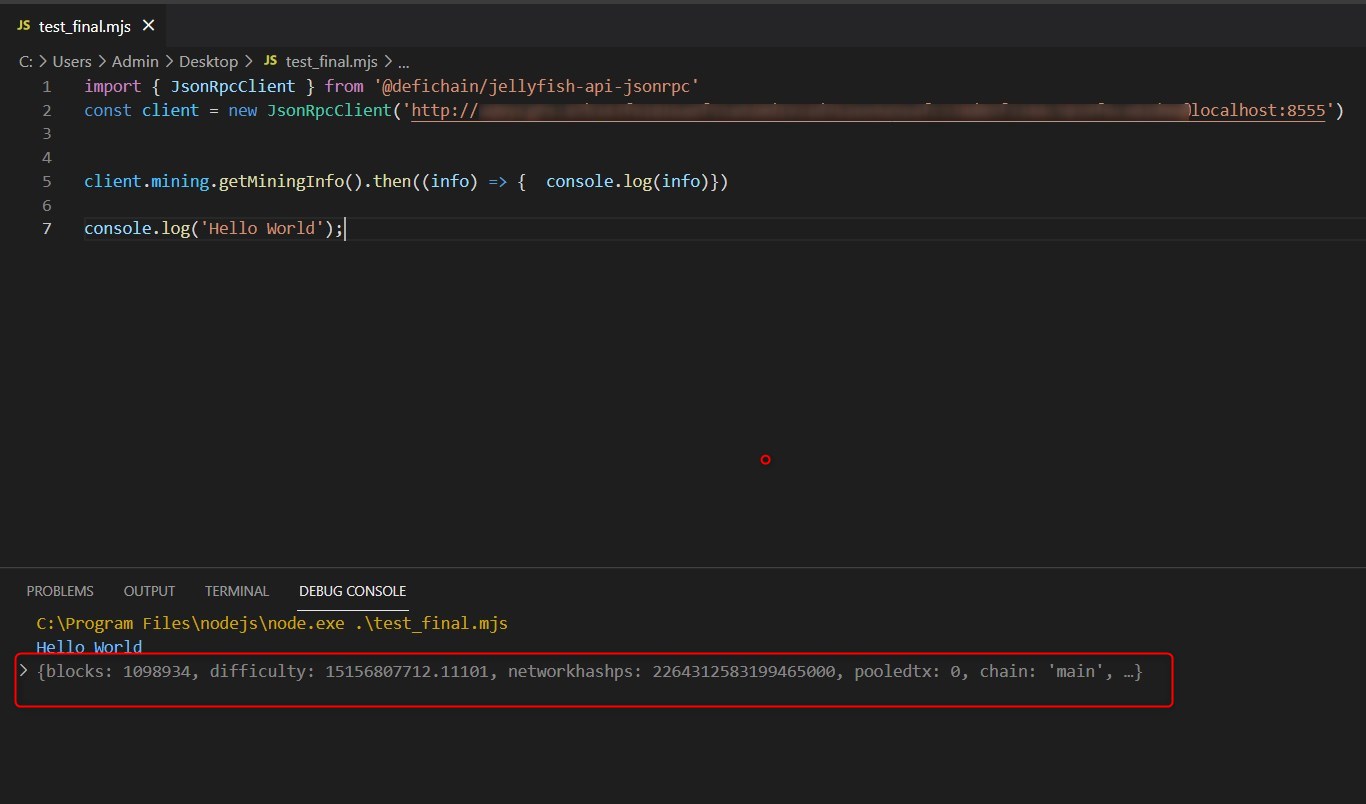 JS test_final.mjs ×
C: > Users > Admin > Desktop > JS test_final.mjs > ...
1 import { JsonRpcClient } from '@defichain/jellyfish-api-jsonrpc'
2 const client = new JsonRpcClient('http:// @localhost:8555')
3
4
5 client.mining.getMiningInfo().then((info) => {  console.log(info)})
6
7 console.log('Hello World');
PROBLEMS OUTPUT TERMINAL DEBUG CONSOLE
C:\Program Files\nodejs\node.exe .\test_final.mjs
Hello World
> {blocks: 1098934, difficulty: 15156807712.11101, networkhashps: 2264312583199465000, pooledtx: 0, chain: 'main', …}